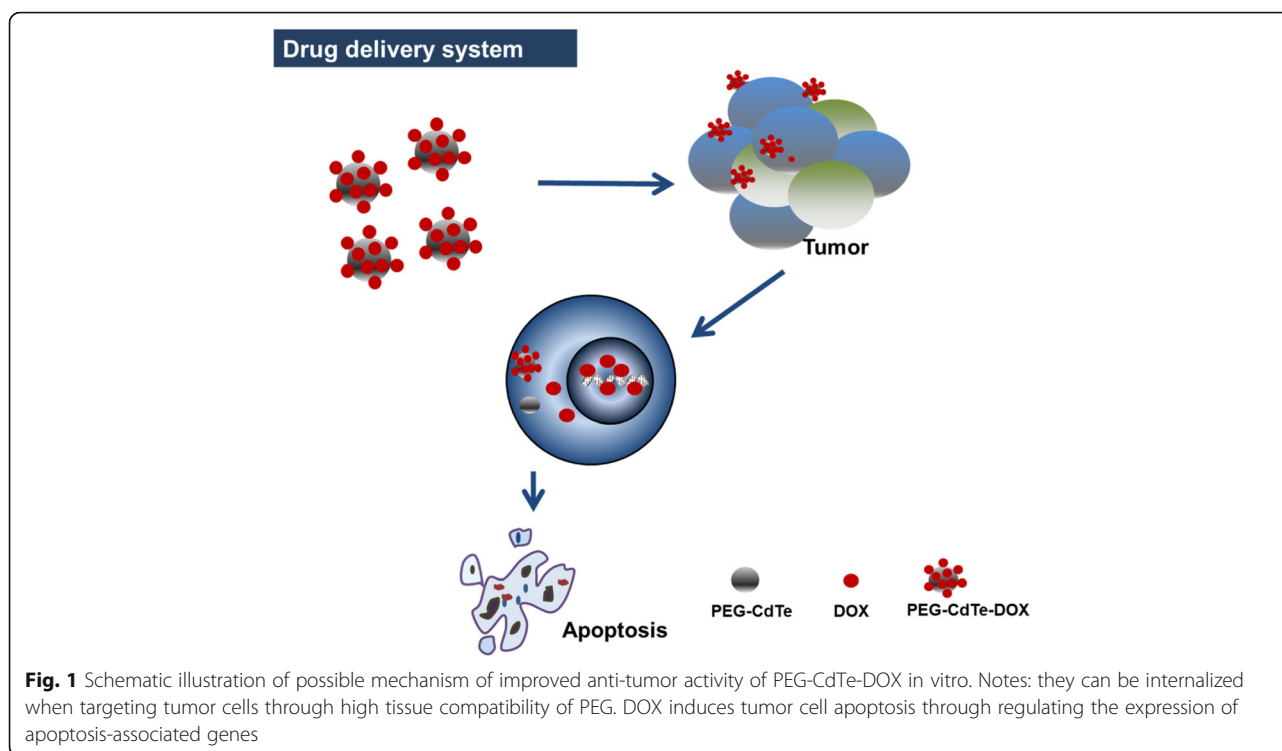 Drug delivery system
Tumor
Apoptosis
PEG-CdTe
DOX
PEG-CdTe-DOX
Fig. 1 Schematic illustration of possible mechanism of improved anti-tumor activity of PEG-CdTe-DOX in vitro. Notes: they can be internalized
when targeting tumor cells through high tissue compatibility of PEG. DOX induces tumor cell apoptosis through regulating the expression of
apoptosis-associated genes